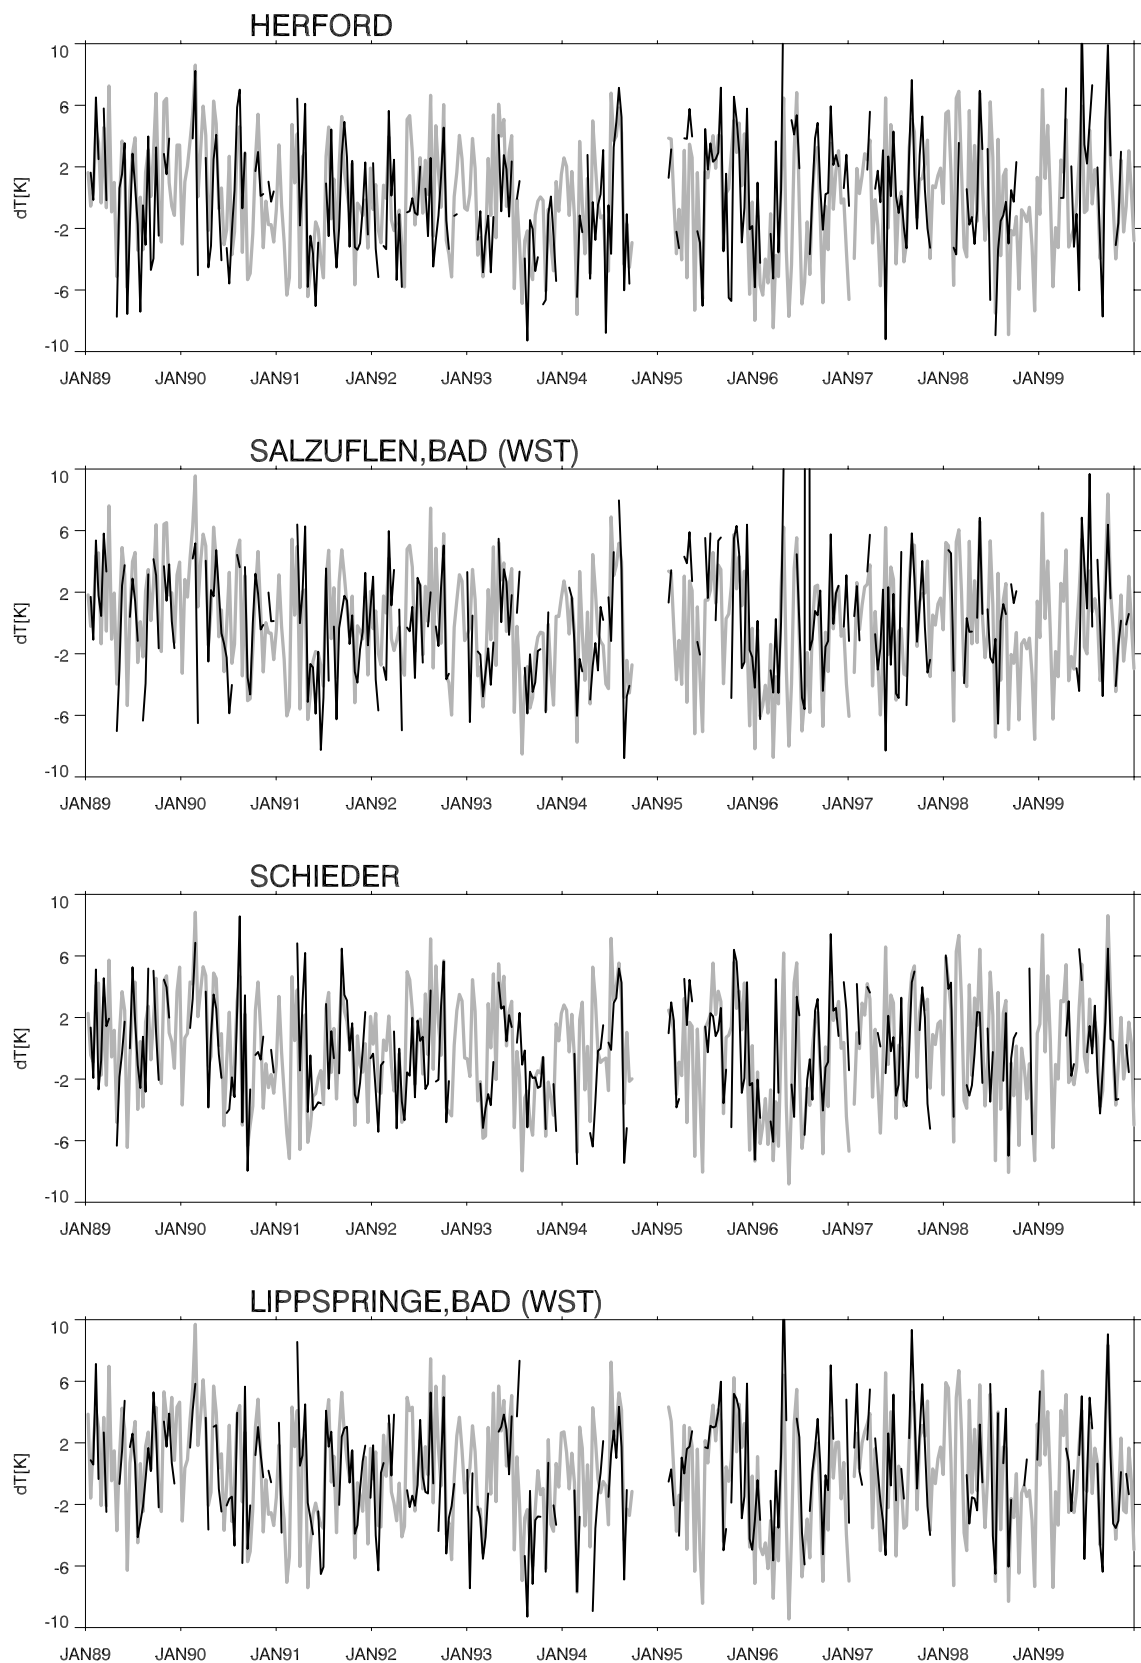 HERFORD
10
6
2
-2
-6
-10
dT[K]
JAN89 JAN90 JAN91 JAN92 JAN93 JAN94 JAN95 JAN96 JAN97 JAN98 JAN99
SALZUFLEN,BAD (WST)
10
6
2
-2
-6
-10
dT[K]
JAN89 JAN90 JAN91 JAN92 JAN93 JAN94 JAN95 JAN96 JAN97 JAN98 JAN99
SCHIEDER
10
6
2
-2
-6
-10
dT[K]
JAN89 JAN90 JAN91 JAN92 JAN93 JAN94 JAN95 JAN96 JAN97 JAN98 JAN99
LIPPSPRINGE,BAD (WST)
10
6
2
-2
-6
-10
dT[K]
JAN89 JAN90 JAN91 JAN92 JAN93 JAN94 JAN95 JAN96 JAN97 JAN98 JAN99